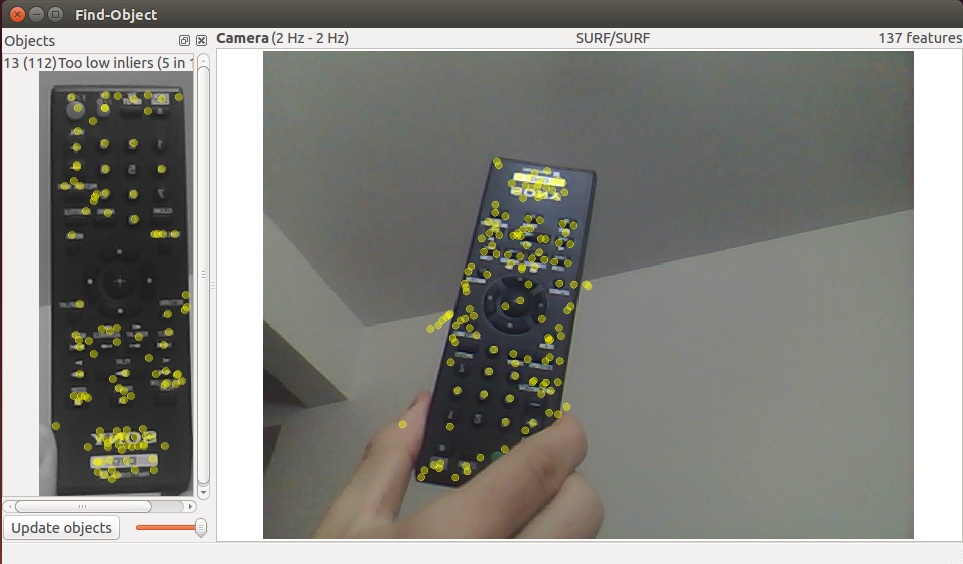 Find-Object
Objects
Camera (2 Hz - 2 Hz)
SURF/SURF
137 features
13 (112) Too low inliers (5 in 1
Update objects